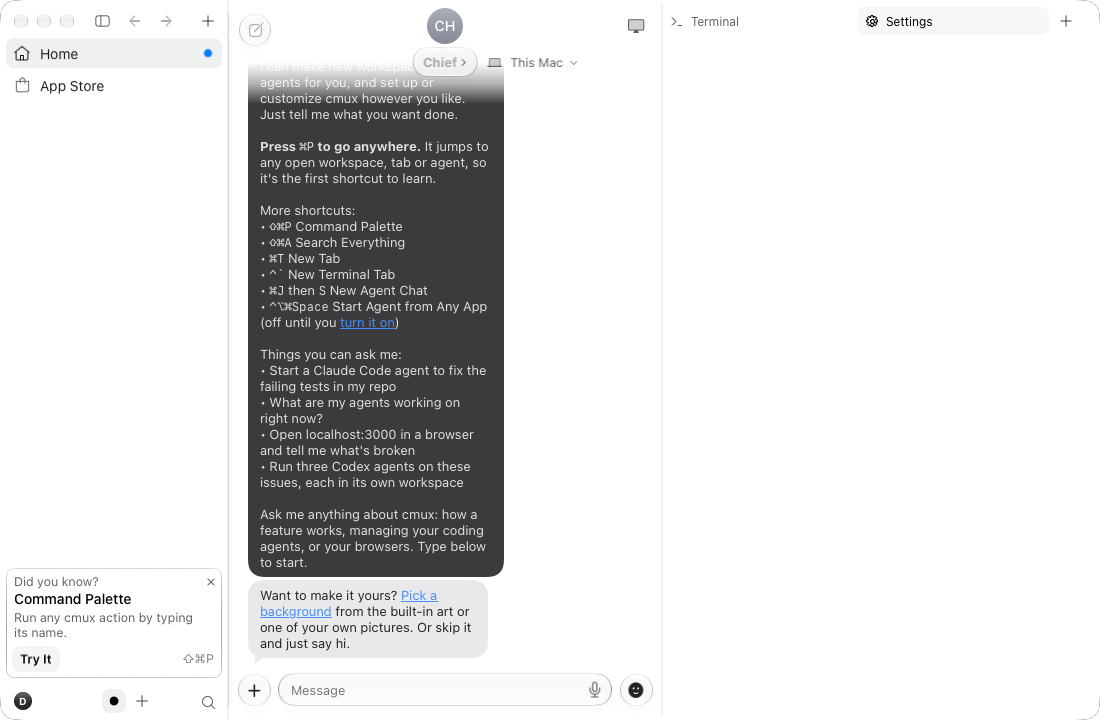 Home
App Store
Did you know?
Command Palette
Run any cmux action by typing
its name.
Try It
⇧⌘P
D
CH
Chief ›
This Mac
I can make new workspaces
agents for you, and set up or
customize cmux however you like.
Just tell me what you want done.
Press ⌘P to go anywhere. It jumps to
any open workspace, tab or agent, so
it's the first shortcut to learn.
More shortcuts:
• ⇧⌘P Command Palette
• ⇧⌘A Search Everything
• ⌘T New Tab
• ^` New Terminal Tab
• ⌘J then S New Agent Chat
• ^⌥⌘Space Start Agent from Any App
(off until you turn it on)
Things you can ask me:
• Start a Claude Code agent to fix the
failing tests in my repo
• What are my agents working on
right now?
• Open localhost:3000 in a browser
and tell me what's broken
• Run three Codex agents on these
issues, each in its own workspace
Ask me anything about cmux: how a
feature works, managing your coding
agents, or your browsers. Type below
to start.
Want to make it yours? Pick a
background from the built-in art or
one of your own pictures. Or skip it
and just say hi.
Message
Terminal
Settings